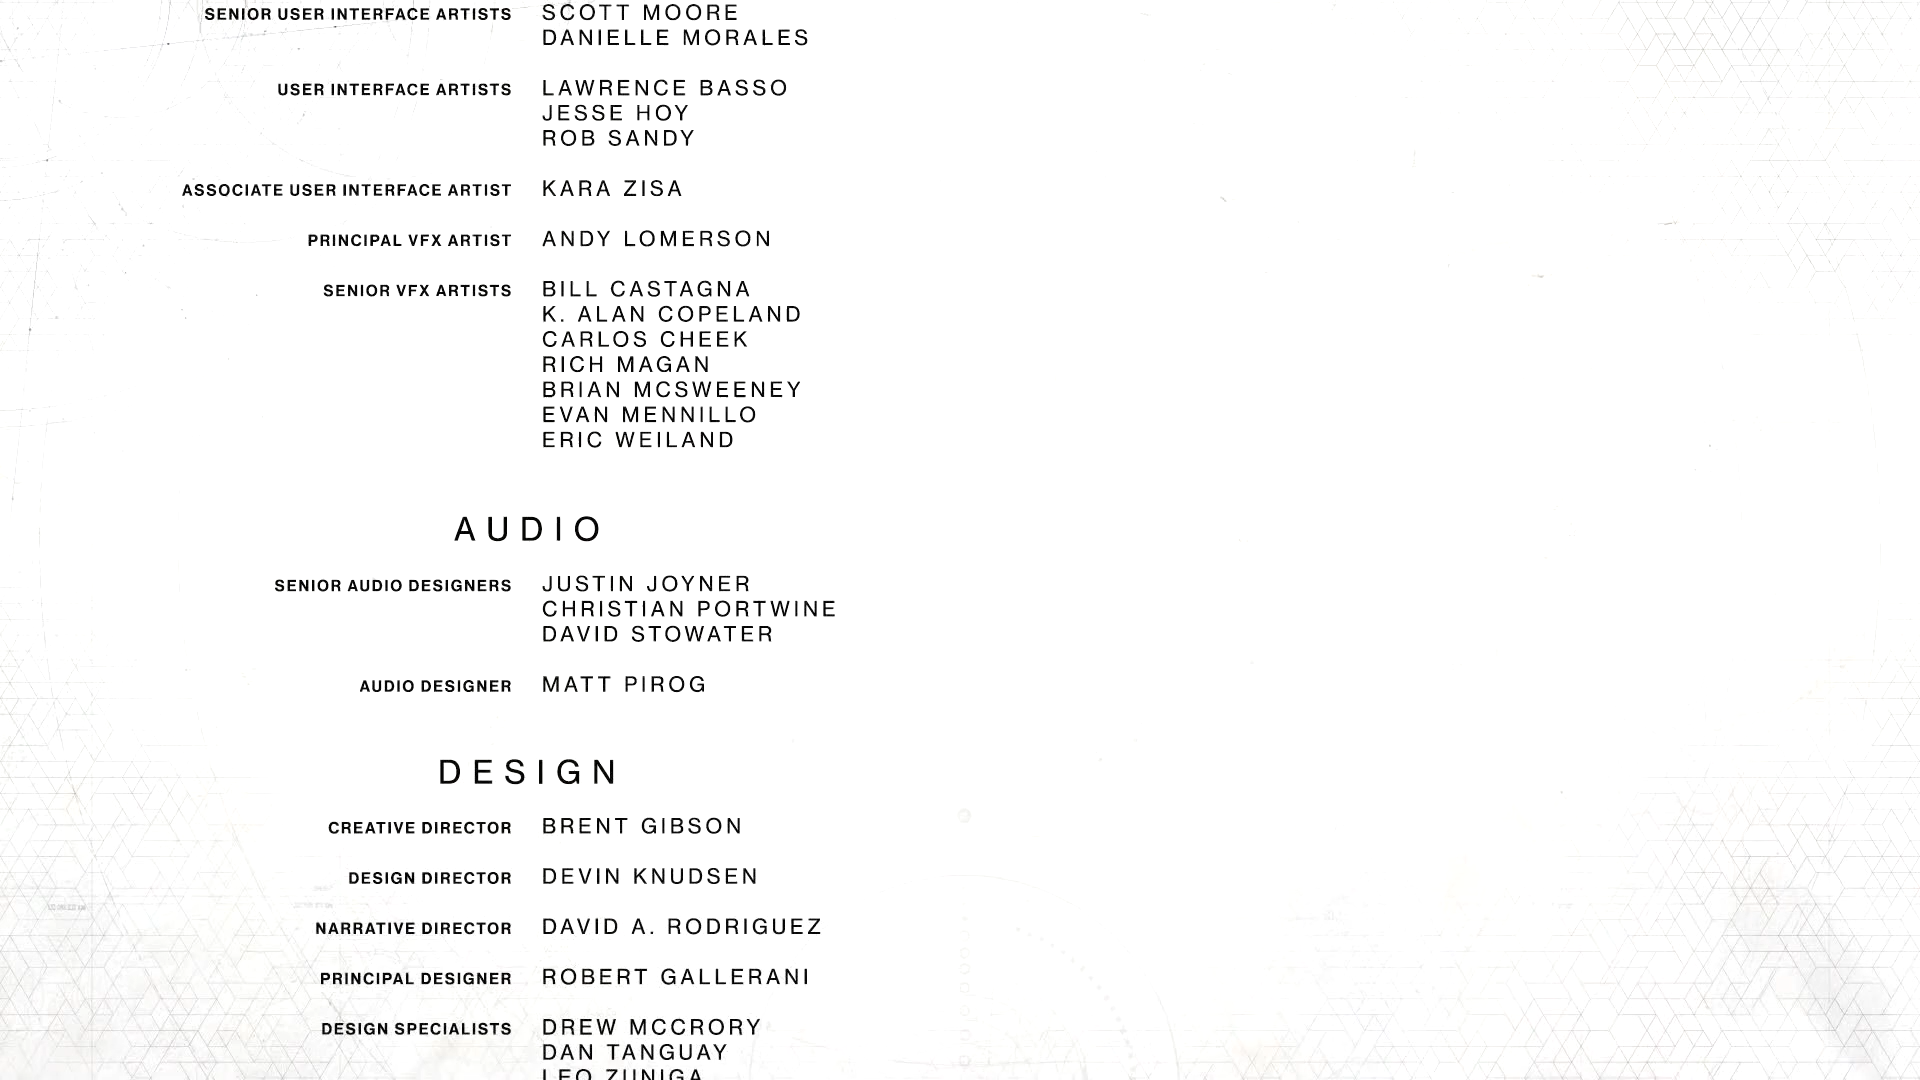 SENIOR USER INTERFACE ARTISTS SCOTT MOORE
DANIELLE MORALES
USER INTERFACE ARTISTS LAWRENCE BASSO
JESSE HOY
ROB SANDY
ASSOCIATE USER INTERFACE ARTIST KARA ZISA
PRINCIPAL VFX ARTIST ANDY LOMERSON
SENIOR VFX ARTISTS BILL CASTAGNA
K. ALAN COPELAND
CARLOS CHEEK
RICH MAGAN
BRIAN MCSWEENEY
EVAN MENNILLO
ERIC WEILAND
AUDIO
SENIOR AUDIO DESIGNERS JUSTIN JOYNER
CHRISTIAN PORTWINE
DAVID STOWATER
AUDIO DESIGNER MATT PIROG
DESIGN
CREATIVE DIRECTOR BRENT GIBSON
DESIGN DIRECTOR DEVIN KNUDSEN
NARRATIVE DIRECTOR DAVID A. RODRIGUEZ
PRINCIPAL DESIGNER ROBERT GALLERANI
DESIGN SPECIALISTS DREW MCCRORY
DAN TANGUAY
LEO ZUNIGA